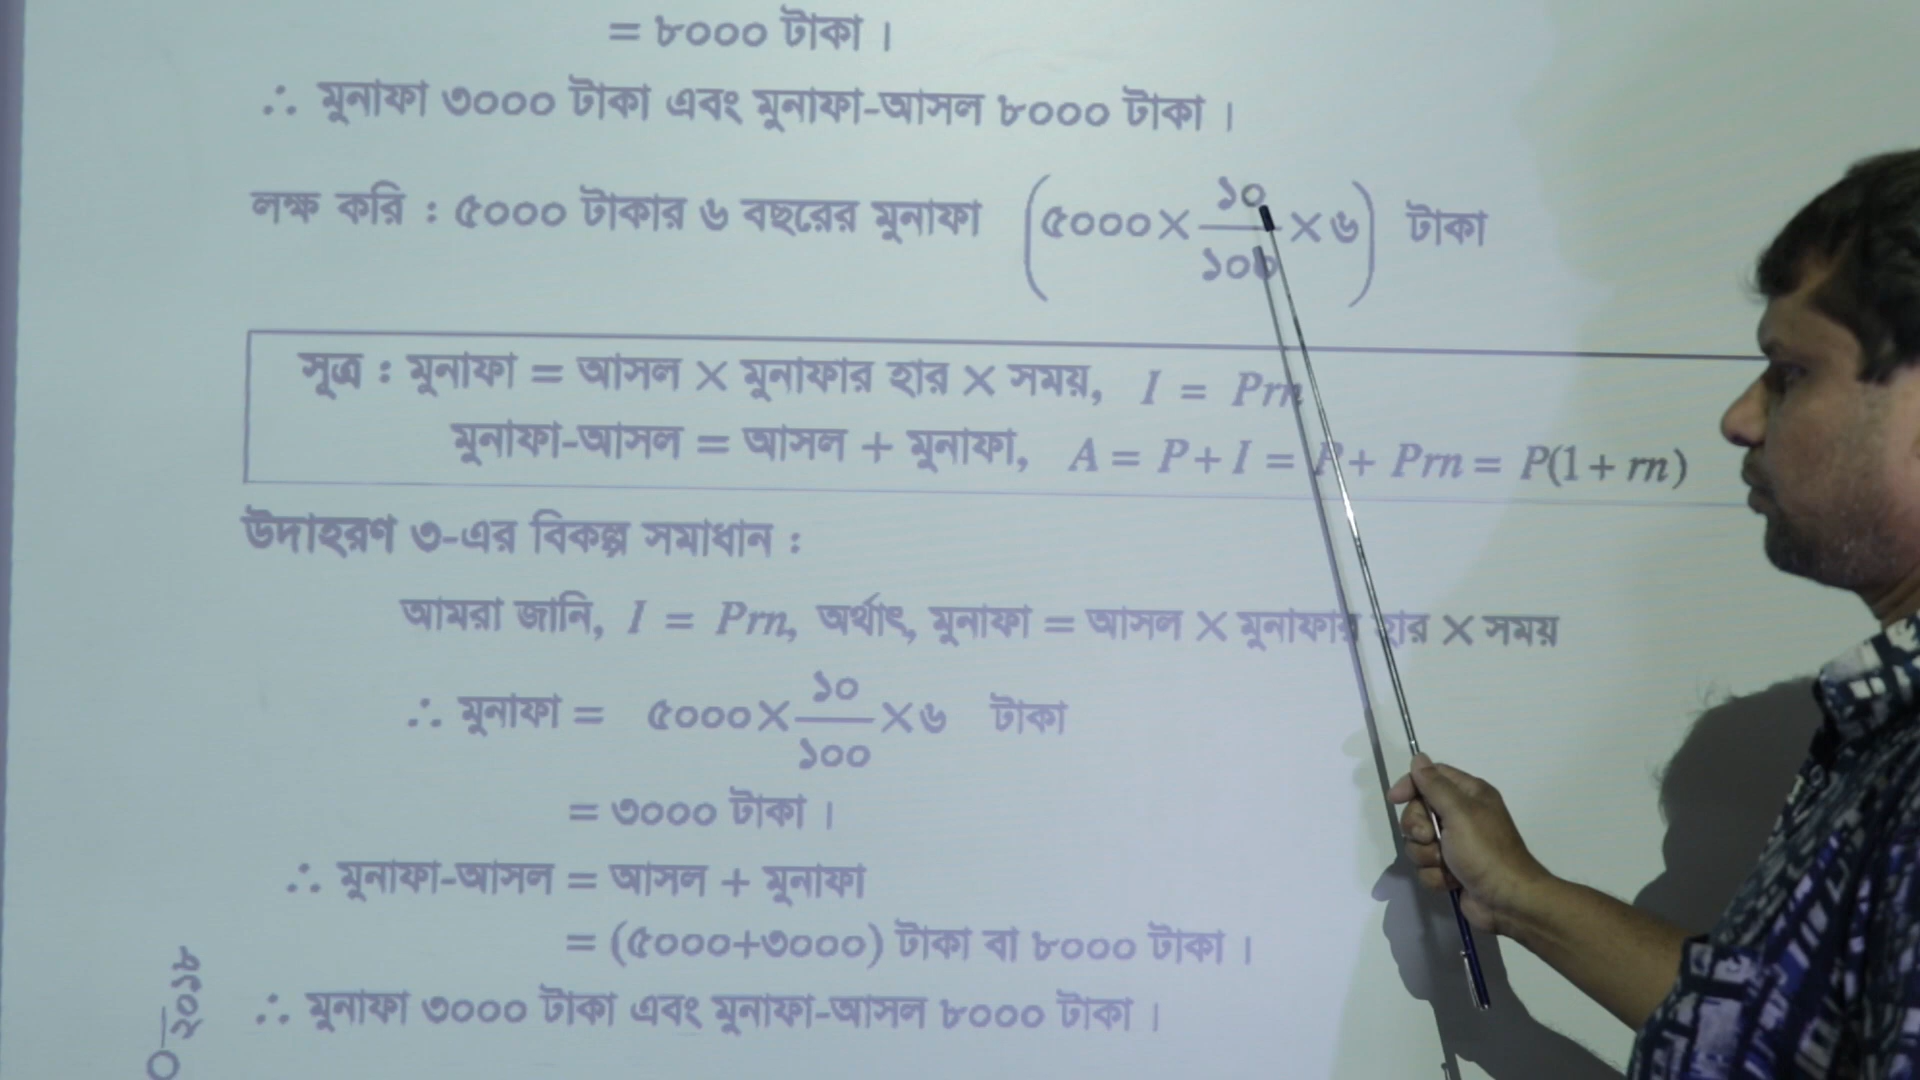 = ৮০০০ টাকা ।
∴ মুনাফা ৩০০০ টাকা এবং মুনাফা-আসল ৮০০০ টাকা ।
লক্ষ করি : ৫০০০ টাকার ৬ বছরের মুনাফা (৫০০০ × ১০/১০০ × ৬) টাকা
সূত্র : মুনাফা = আসল × মুনাফার হার × সময়, I = Prn
মুনাফা-আসল = আসল + মুনাফা, A = P + I = P + Prn = P(1 + rn)
উদাহরণ ৩-এর বিকল্প সমাধান :
আমরা জানি, I = Prn, অর্থাৎ, মুনাফা = আসল × মুনাফার হার × সময়
∴ মুনাফা = ৫০০০ × ১০/১০০ × ৬ টাকা
= ৩০০০ টাকা ।
∴ মুনাফা-আসল = আসল + মুনাফা
= (৫০০০+৩০০০) টাকা বা ৮০০০ টাকা ।
∴ মুনাফা ৩০০০ টাকা এবং মুনাফা-আসল ৮০০০ টাকা ।
২০১৮